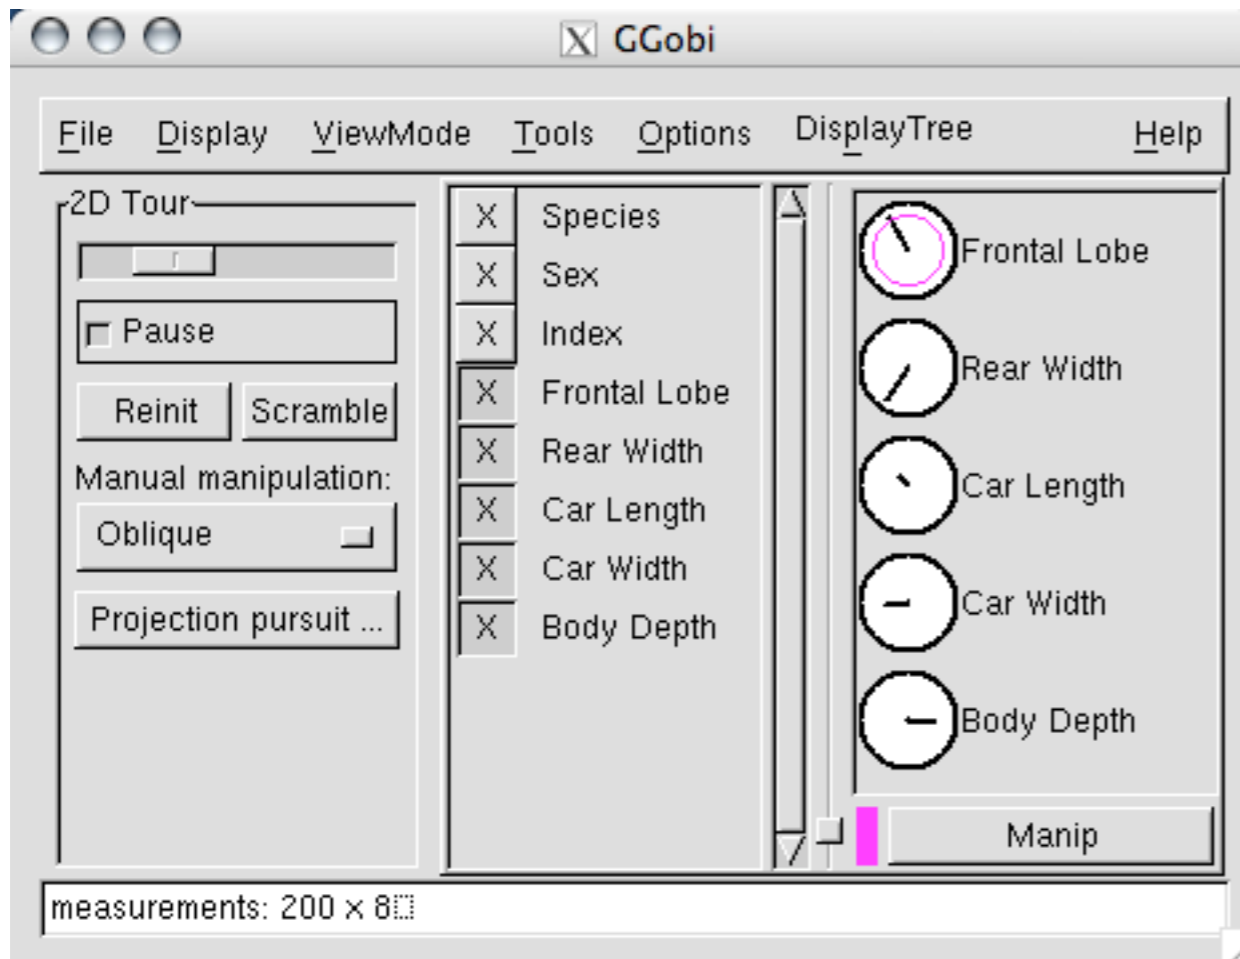 X GGobi
File Display ViewMode Tools Options DisplayTree Help
2D Tour
Pause
Reinit Scramble
Manual manipulation:
Oblique
Projection pursuit ...
X Species
X Sex
X Index
X Frontal Lobe
X Rear Width
X Car Length
X Car Width
X Body Depth
Frontal Lobe
Rear Width
Car Length
Car Width
Body Depth
Manip
measurements: 200 x 8